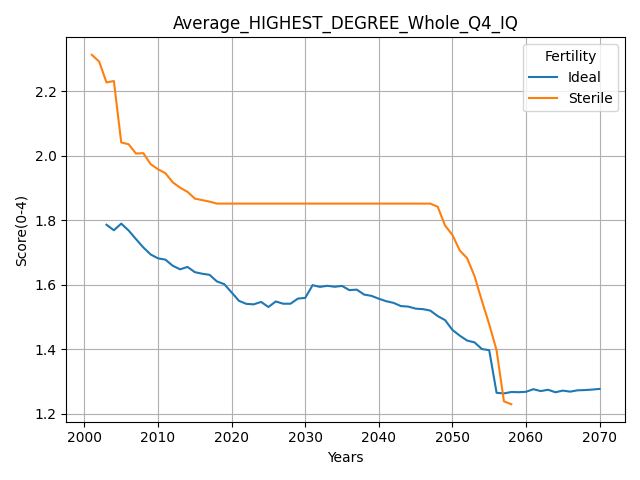 Average_HIGHEST_DEGREE_Whole_Q4_IQ
Fertility
Ideal
Sterile
Score(0-4)
2.2
2.0
1.8
1.6
1.4
1.2
2000 2010 2020 2030 2040 2050 2060 2070
Years